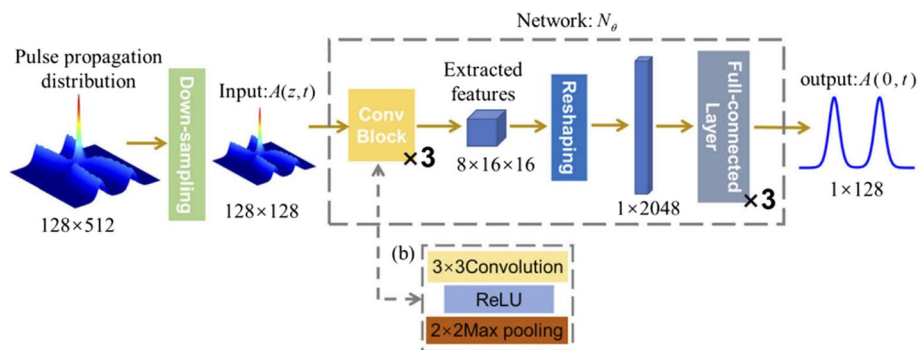 Network: N_θ
Pulse propagation
distribution
Down-sampling
Input:A(z,t)
Conv
Block
×3
Extracted
features
8×16×16
Reshaping
Full-connected
Layer
×3
output:A(0,t)
128×512
128×128
1×2048
1×128
(b)
3×3Convolution
ReLU
2×2Max pooling